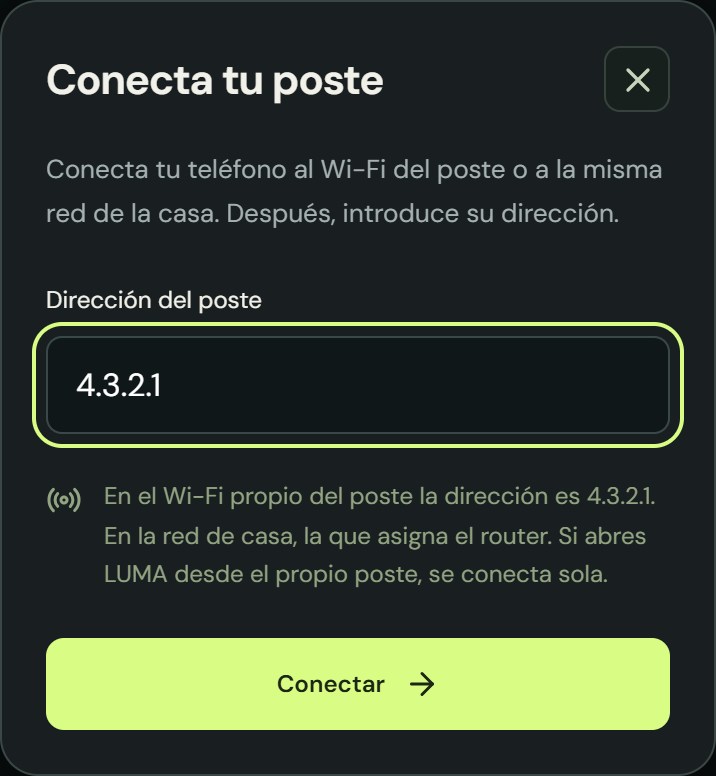 Conecta tu poste
Conecta tu teléfono al Wi-Fi del poste o a la misma
red de la casa. Después, introduce su dirección.
Dirección del poste
4.3.2.1
En el Wi-Fi propio del poste la dirección es 4.3.2.1.
En la red de casa, la que asigna el router. Si abres
LUMA desde el propio poste, se conecta sola.
Conectar